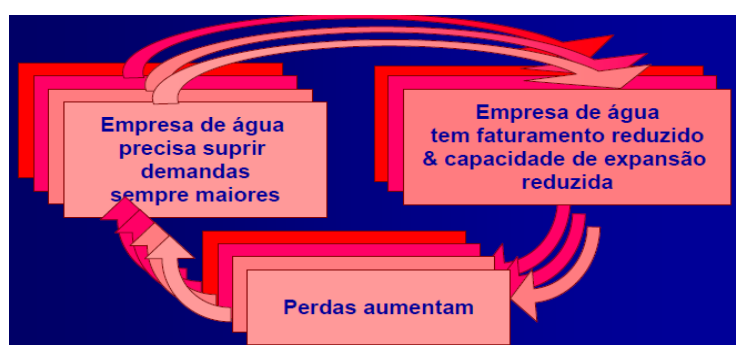 Empresa de água
precisa suprir
demandas
sempre maiores
Empresa de água
tem faturamento reduzido
& capacidade de expansão
reduzida
Perdas aumentam